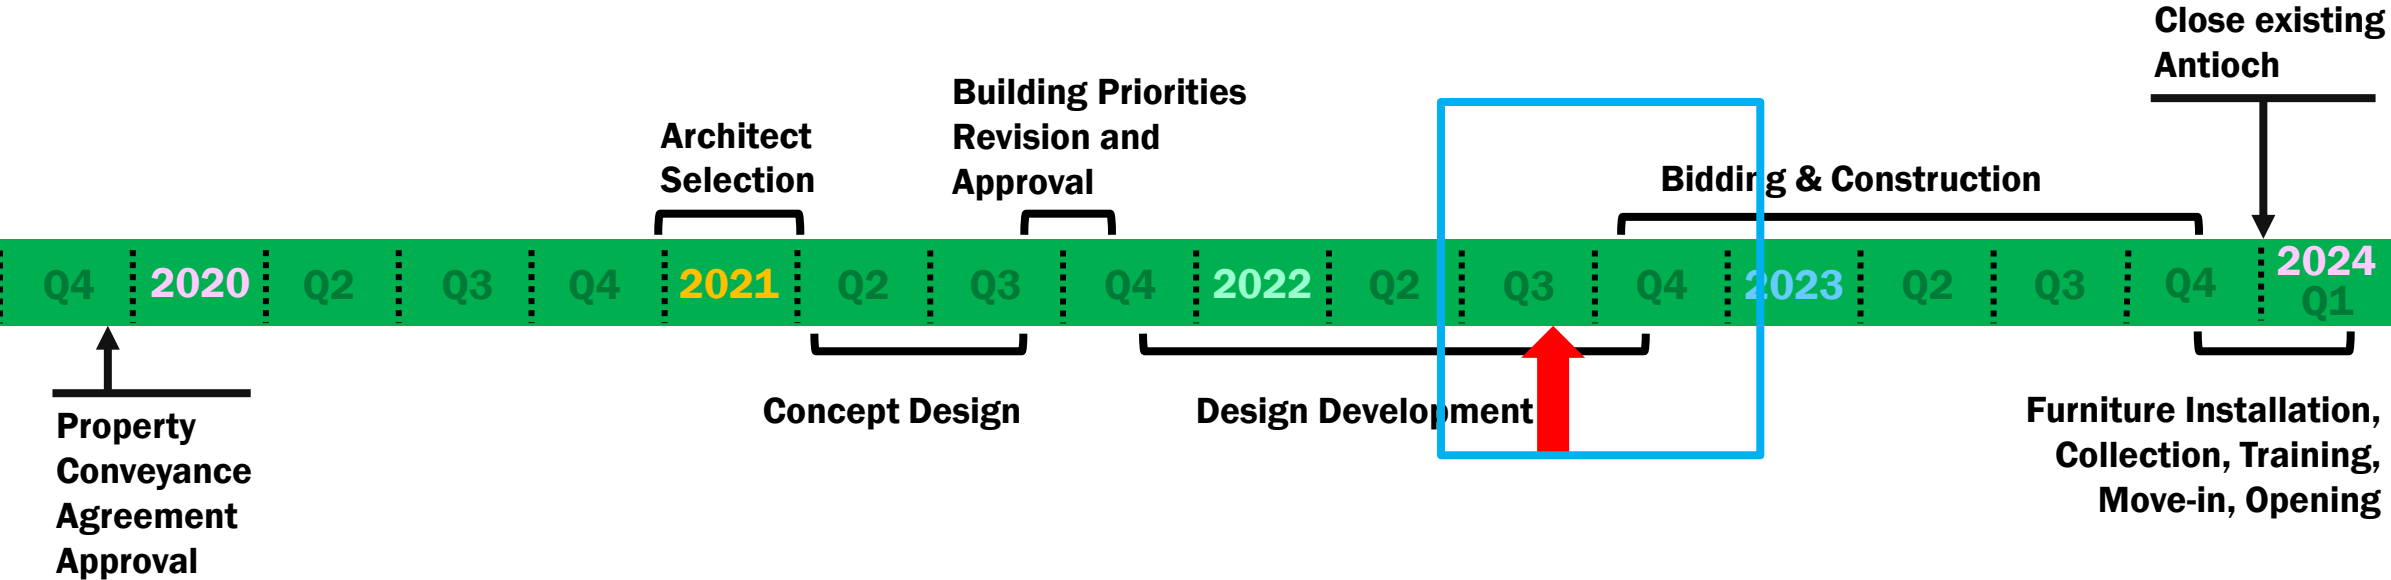 Close existing
Antioch
Building Priorities
Revision and
Approval
Architect
Selection
Bidding & Construction
Q4 2020 Q2 Q3 Q4 2021 Q2 Q3 Q4 2022 Q2 Q3 Q4 2023 Q2 Q3 Q4 2024
Q1
Property
Conveyance
Agreement
Approval
Concept Design
Design Development
Furniture Installation,
Collection, Training,
Move-in, Opening